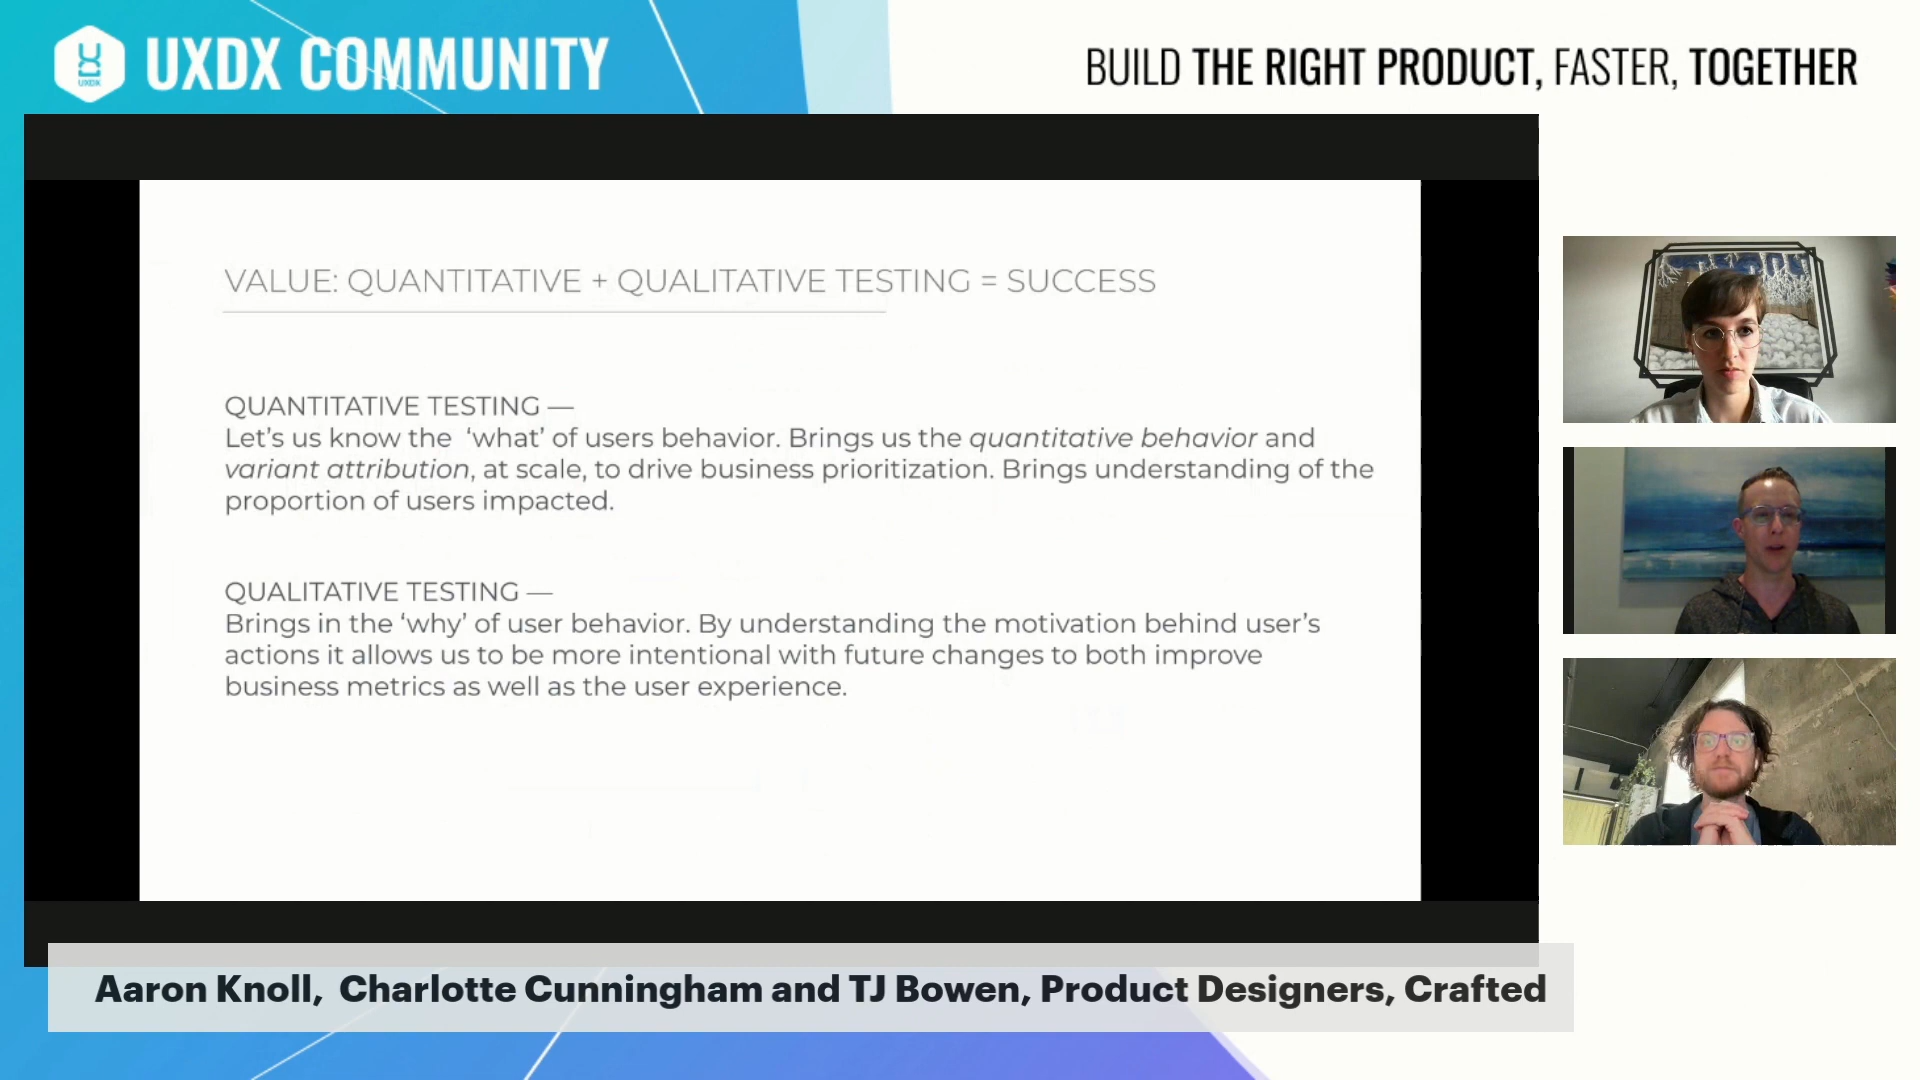 UXDX
UXDX COMMUNITY
BUILD THE RIGHT PRODUCT, FASTER, TOGETHER
VALUE: QUANTITATIVE + QUALITATIVE TESTING = SUCCESS
QUANTITATIVE TESTING —
Let’s us know the ‘what’ of users behavior. Brings us the quantitative behavior and
variant attribution, at scale, to drive business prioritization. Brings understanding of the
proportion of users impacted.
QUALITATIVE TESTING —
Brings in the ‘why’ of user behavior. By understanding the motivation behind user’s
actions it allows us to be more intentional with future changes to both improve
business metrics as well as the user experience.
Aaron Knoll, Charlotte Cunningham and TJ Bowen, Product Designers, Crafted